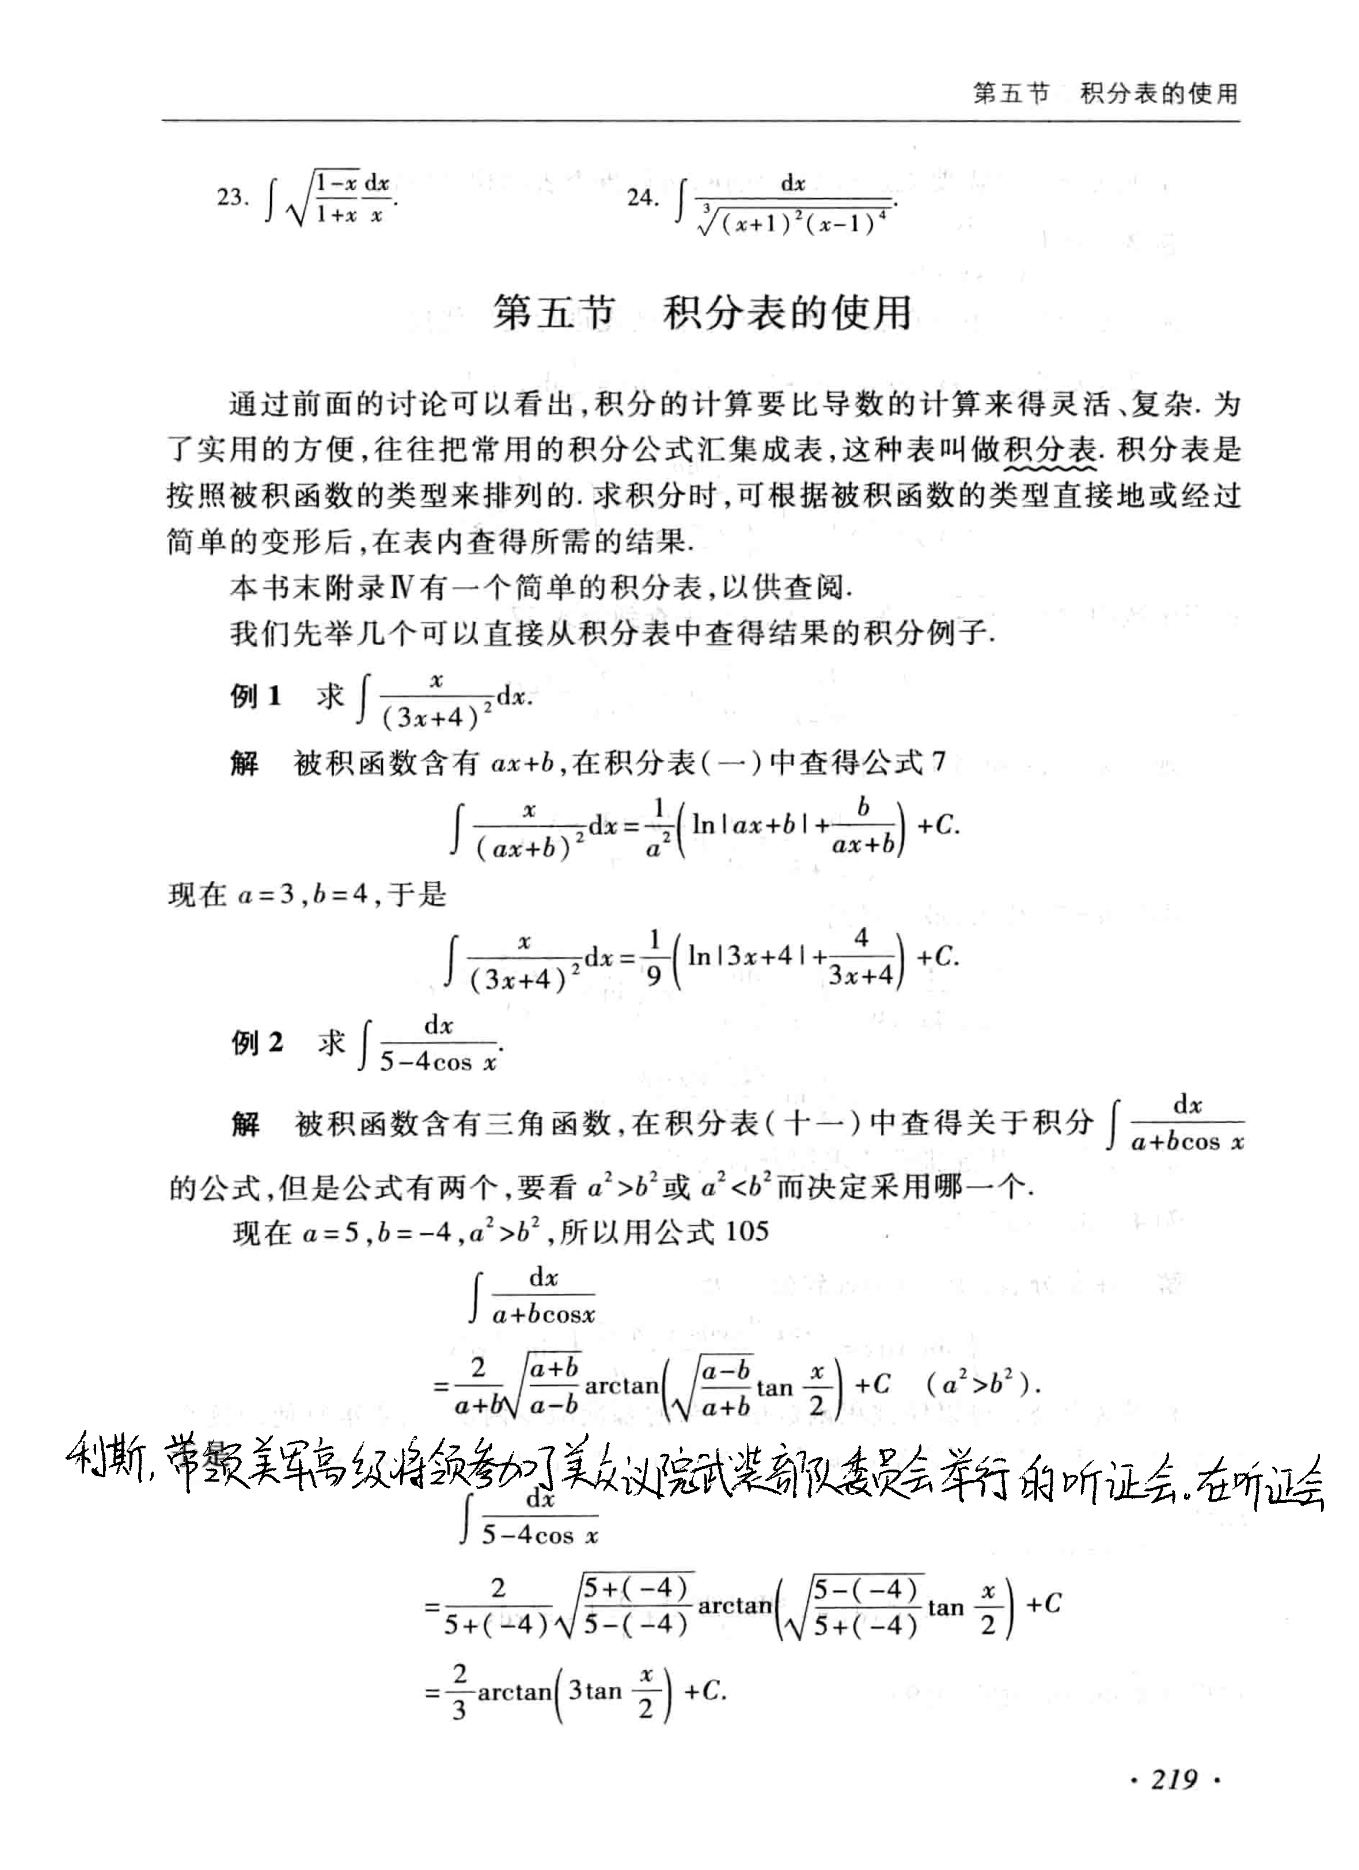 第五节 积分表的使用
23. $\int \sqrt{\frac{1-x}{1+x}} \frac{dx}{x}$.  24. $\int \frac{dx}{\sqrt[3]{(x+1)^2(x-1)^4}}$.
第五节 积分表的使用
通过前面的讨论可以看出,积分的计算要比导数的计算来得灵活、复杂. 为
了实用的方便,往往把常用的积分公式汇集成表,这种表叫做积分表. 积分表是
按照被积函数的类型来排列的. 求积分时,可根据被积函数的类型直接地或经过
简单的变形后,在表内查得所需的结果.
本书末附录Ⅳ有一个简单的积分表,以供查阅.
我们先举几个可以直接从积分表中查得结果的积分例子.
例1 求 $\int \frac{x}{(3x+4)^2} dx$.
解 被积函数含有 ax+b,在积分表(一)中查得公式7
$\int \frac{x}{(ax+b)^2} dx = \frac{1}{a^2} \left( \ln|ax+b| + \frac{b}{ax+b} \right) + C$.
现在 a=3,b=4,于是
$\int \frac{x}{(3x+4)^2} dx = \frac{1}{9} \left( \ln|3x+4| + \frac{4}{3x+4} \right) + C$.
例2 求 $\int \frac{dx}{5-4\cos x}$.
解 被积函数含有三角函数,在积分表(十一)中查得关于积分 $\int \frac{dx}{a+b\cos x}$
的公式,但是公式有两个,要看 $a^2>b^2$ 或 $a^2<b^2$ 而决定采用哪一个.
现在 a=5,b=-4,$a^2>b^2$,所以用公式105
$\int \frac{dx}{a+b\cos x}$
$= \frac{2}{a+b} \sqrt{\frac{a+b}{a-b}} \arctan \left( \sqrt{\frac{a-b}{a+b}} \tan \frac{x}{2} \right) + C \quad (a^2>b^2)$.
利斯,带领美军高级将领参加了美众议院武装部队委员会举行的听证会。在听证会
$\int \frac{dx}{5-4\cos x}$
$= \frac{2}{5+(-4)} \sqrt{\frac{5+(-4)}{5-(-4)}} \arctan \left( \sqrt{\frac{5-(-4)}{5+(-4)}} \tan \frac{x}{2} \right) + C$
$= \frac{2}{3} \arctan \left( 3\tan \frac{x}{2} \right) + C$.
· 219 ·